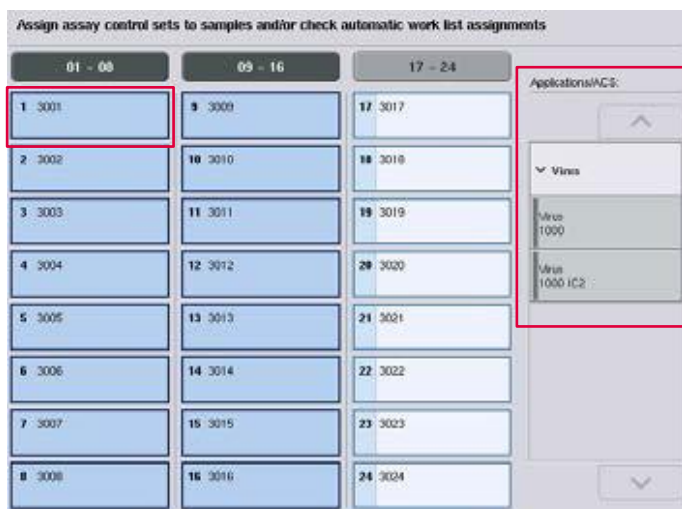 Assign assay control sets to samples and/or check automatic work list assignments
01 - 08
09 - 16
17 - 24
Applications/ACS:
1 3001
9 3009
17 3017
2 3002
10 3010
18 3018
Virus
3 3003
11 3011
19 3019
Virus
1000
4 3004
12 3012
20 3020
Virus
1000 IC2
5 3005
13 3013
21 3021
6 3006
14 3014
22 3022
7 3007
15 3015
23 3023
8 3008
16 3016
24 3024